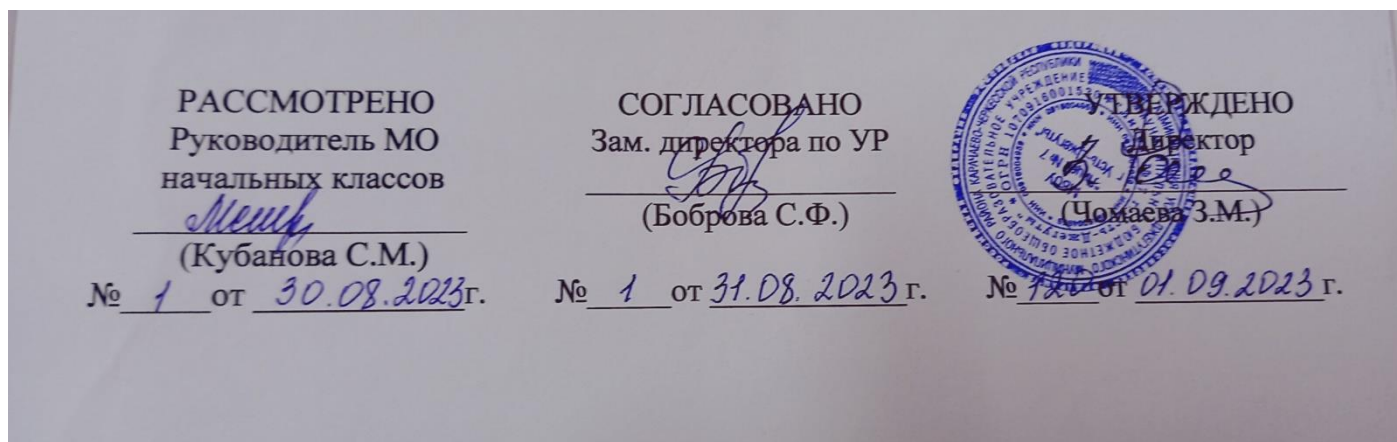 РАССМОТРЕНО
Руководитель МО
начальных классов
(Кубанова С.М.)
№ 1 от 30.08.2023г.
СОГЛАСОВАНО
Зам. директора по УР
(Боброва С.Ф.)
№ 1 от 31.08.2023г.
УТВЕРЖДЕНО
Директор
(Чомаева З.М.)
№ от 01.09.2023г.